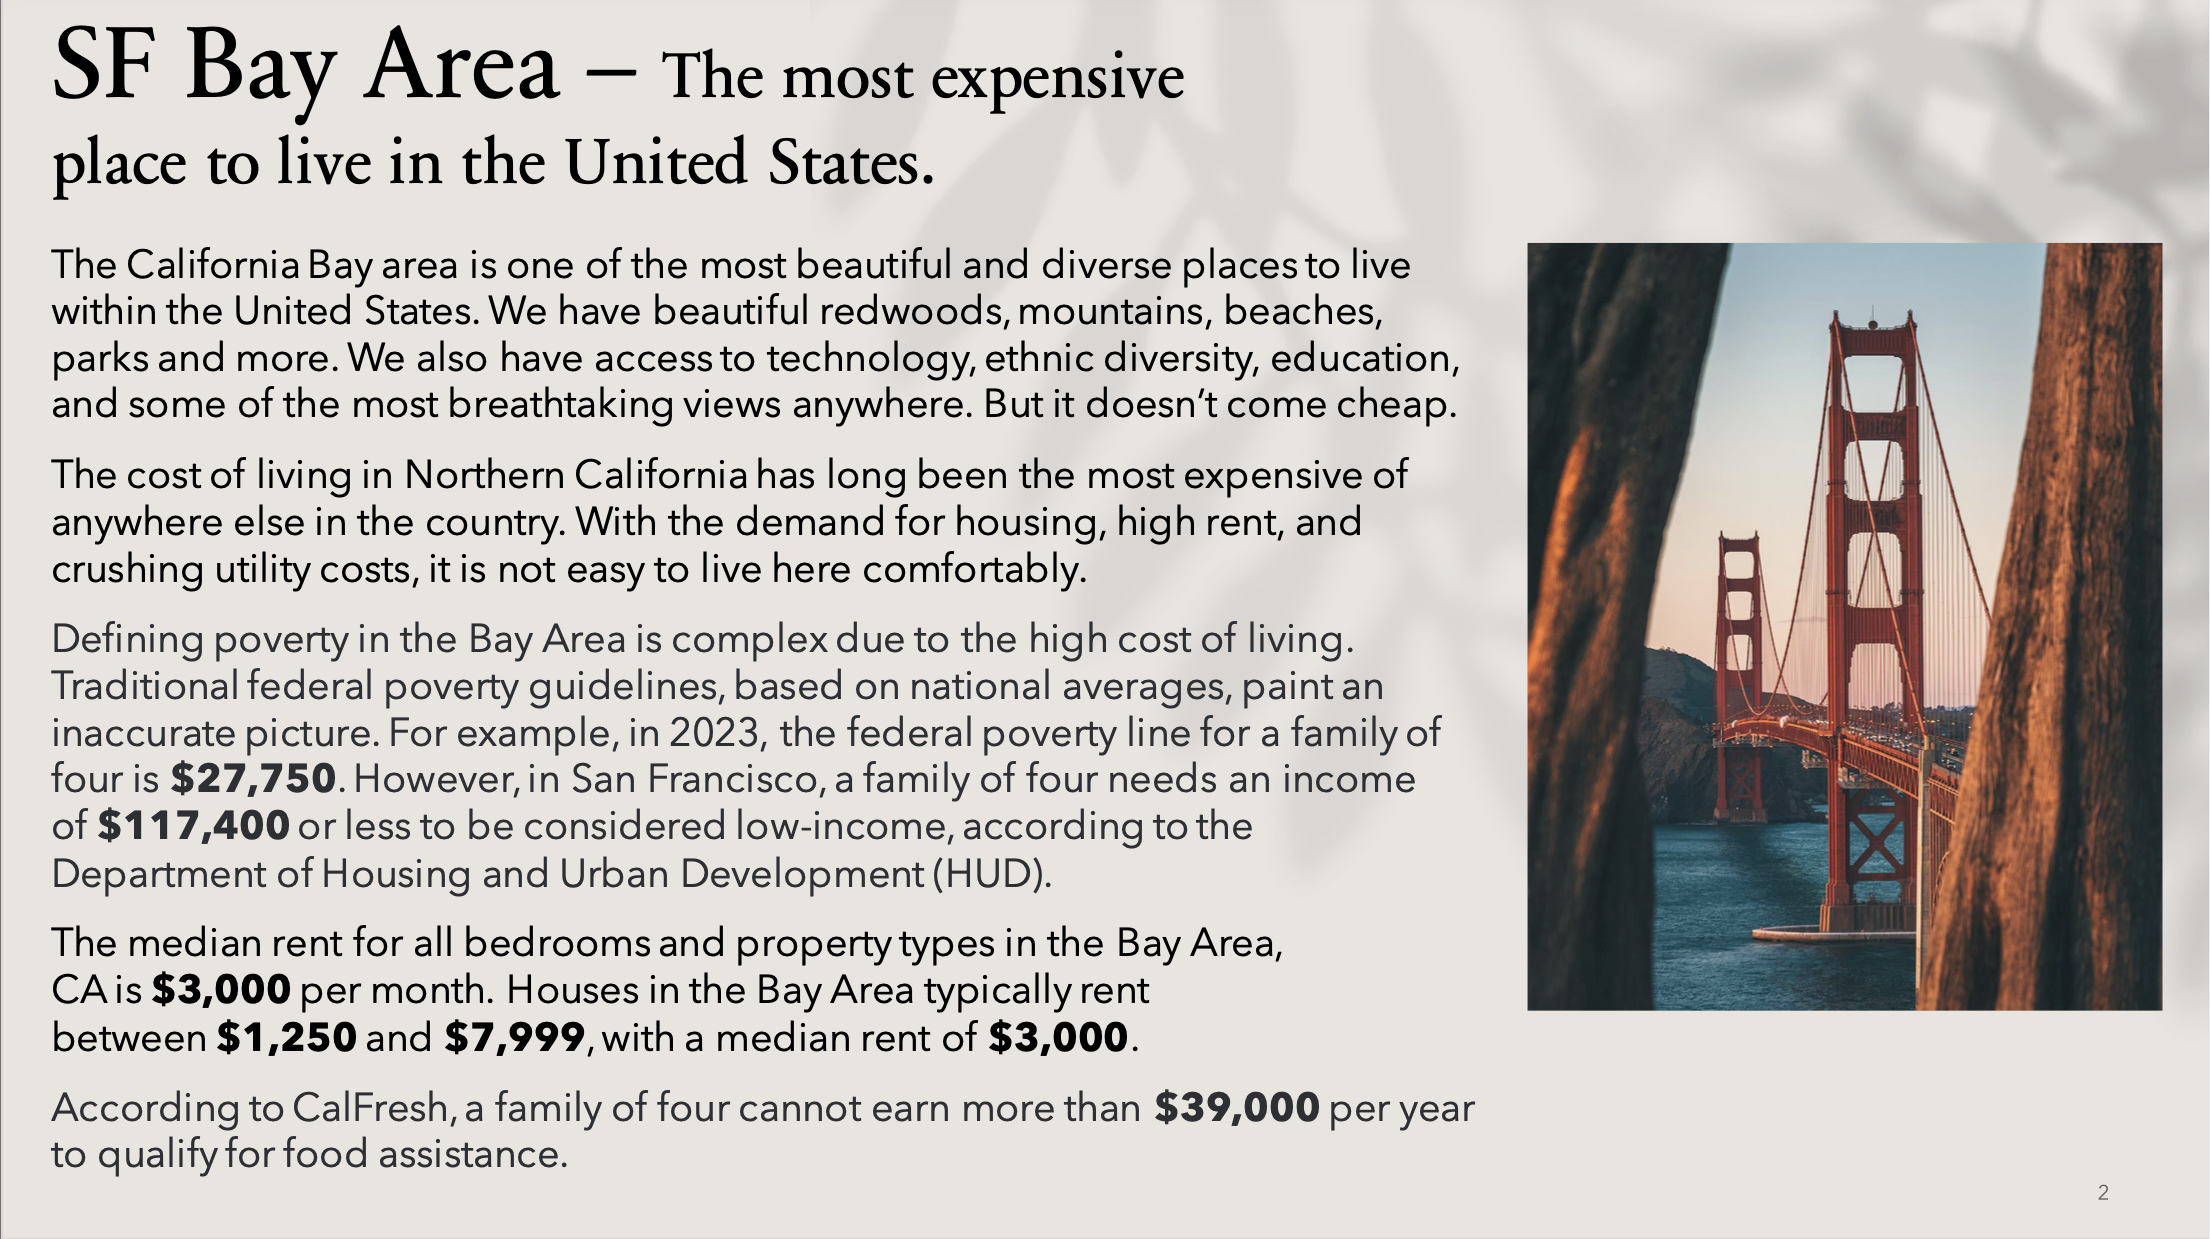 SF Bay Area – The most expensive
place to live in the United States.
The California Bay area is one of the most beautiful and diverse places to live
within the United States. We have beautiful redwoods, mountains, beaches,
parks and more. We also have access to technology, ethnic diversity, education,
and some of the most breathtaking views anywhere. But it doesn’t come cheap.
The cost of living in Northern California has long been the most expensive of
anywhere else in the country. With the demand for housing, high rent, and
crushing utility costs, it is not easy to live here comfortably.
Defining poverty in the Bay Area is complex due to the high cost of living.
Traditional federal poverty guidelines, based on national averages, paint an
inaccurate picture. For example, in 2023, the federal poverty line for a family of
four is $27,750. However, in San Francisco, a family of four needs an income
of $117,400 or less to be considered low-income, according to the
Department of Housing and Urban Development (HUD).
The median rent for all bedrooms and property types in the Bay Area,
CA is $3,000 per month. Houses in the Bay Area typically rent
between $1,250 and $7,999, with a median rent of $3,000.
According to CalFresh, a family of four cannot earn more than $39,000 per year
to qualify for food assistance.
2